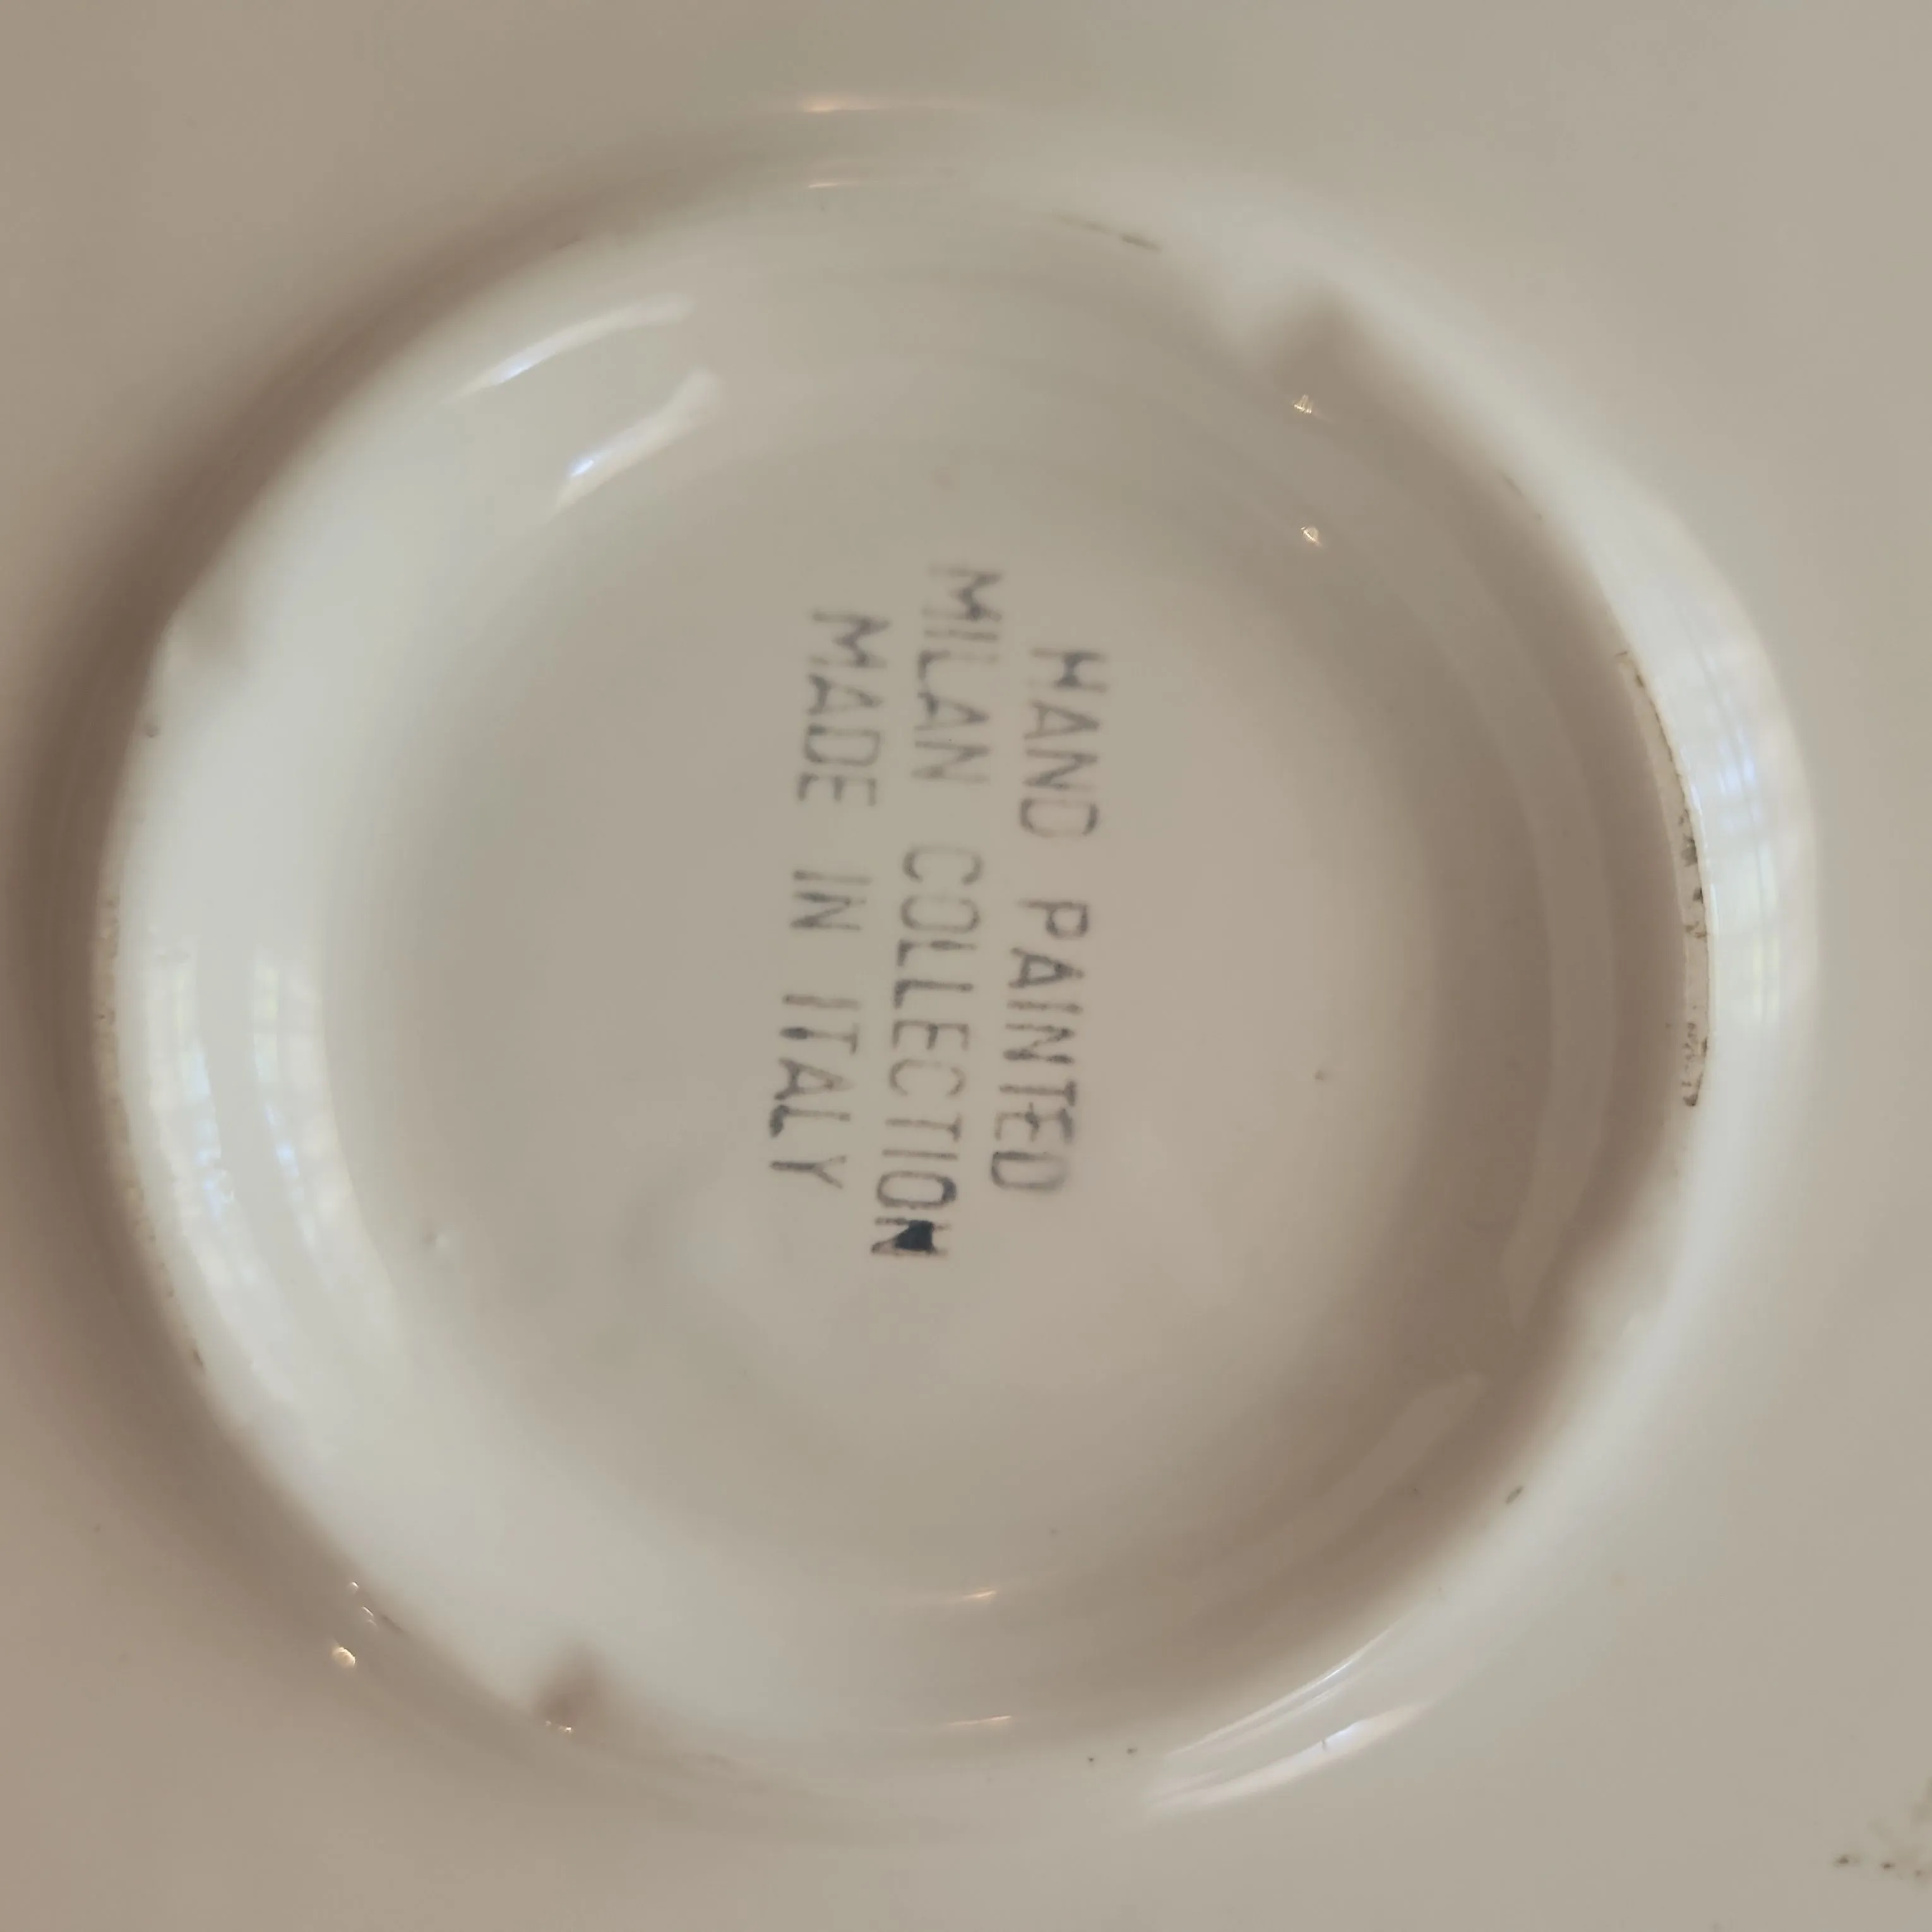 HAND PAINTED
MILAN COLLECTION
MADE IN ITALY